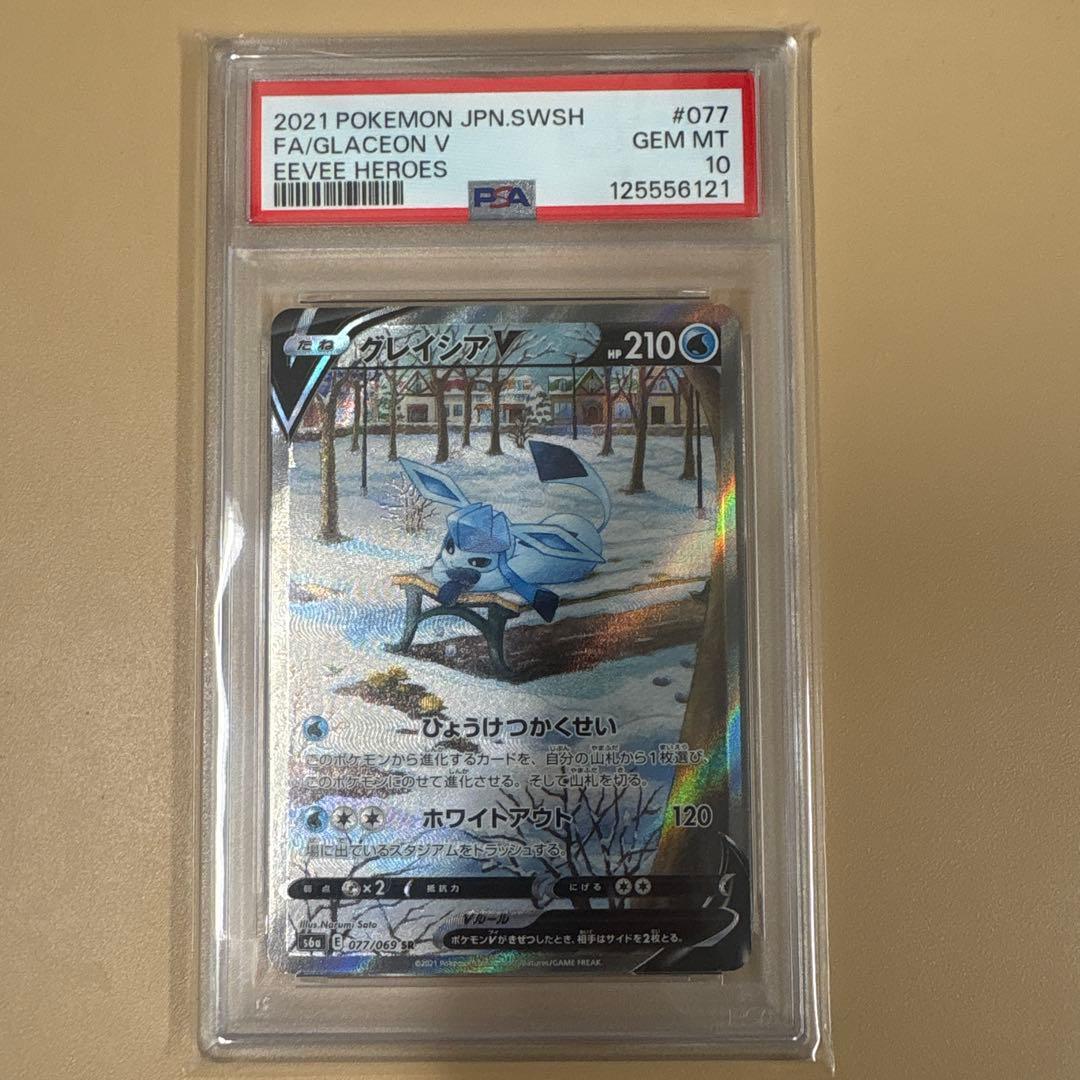 2021 POKEMON JPN.SWSH #077
FA/GLACEON V GEM MT
EEVEE HEROES 10
PSA 125556121
たね グレイシアV HP 210
ひょうけつかくせい
このポケモンから進化するカードを、自分の山札から1枚選び、
このポケモンにのせて進化させる。そして山札を切る。
ホワイトアウト 120
場に出ているスタジアムをトラッシュする。
弱点 ×2 抵抗力 にげる
Illus. Narumi Sato Vルール
s6a E 077/069 SR ポケモンVがきぜつしたとき、相手はサイドを2枚とる。
©2021 Pokémon/GAME FREAK